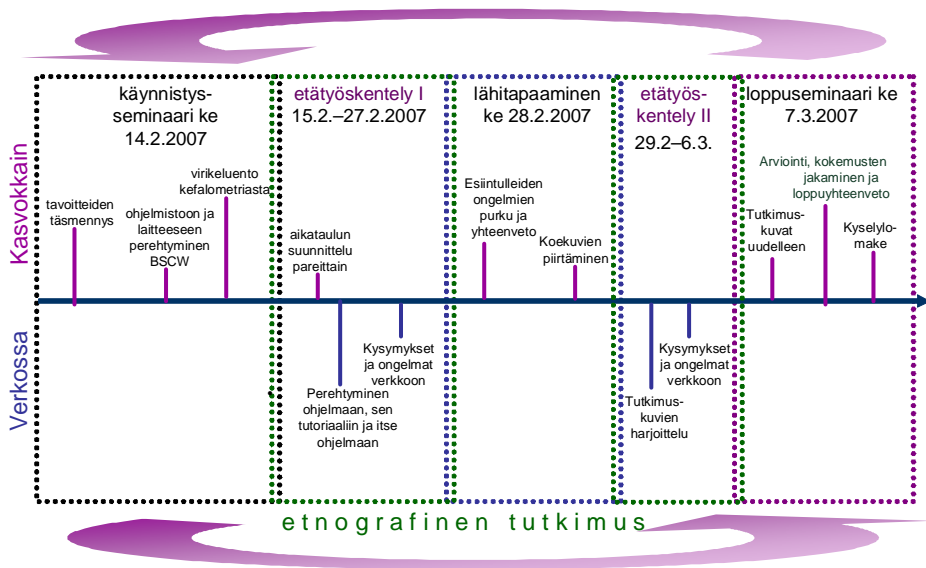 käynnistys-
seminaari ke
14.2.2007
etätyöskentely I
15.2.–27.2.2007
lähitapaaminen
ke 28.2.2007
etätyös-
kentely II
29.2–6.3.
loppuseminaari ke
7.3.2007
Kasvokkain
tavoitteiden
täsmennys
ohjelmistoon ja
laitteeseen
perehtyminen
BSCW
virikeluento
kefalometriasta
aikataulun
suunnittelu
pareittain
Esiintulleiden
ongelmien
purku ja
yhteenveto
Koekuvien
piirtäminen
Arviointi, kokemusten
jakaminen ja
loppuyhteenveto
Tutkimus-
kuvat
uudelleen
Kyselylo-
make
Verkossa
Kysymykset
ja ongelmat
verkkoon
Perehtyminen
ohjelmaan, sen
tutoriaaliin ja itse
ohjelmaan
Kysymykset
ja ongelmat
verkkoon
Tutkimus-
kuvien
harjoittelu
etnografinen tutkimus